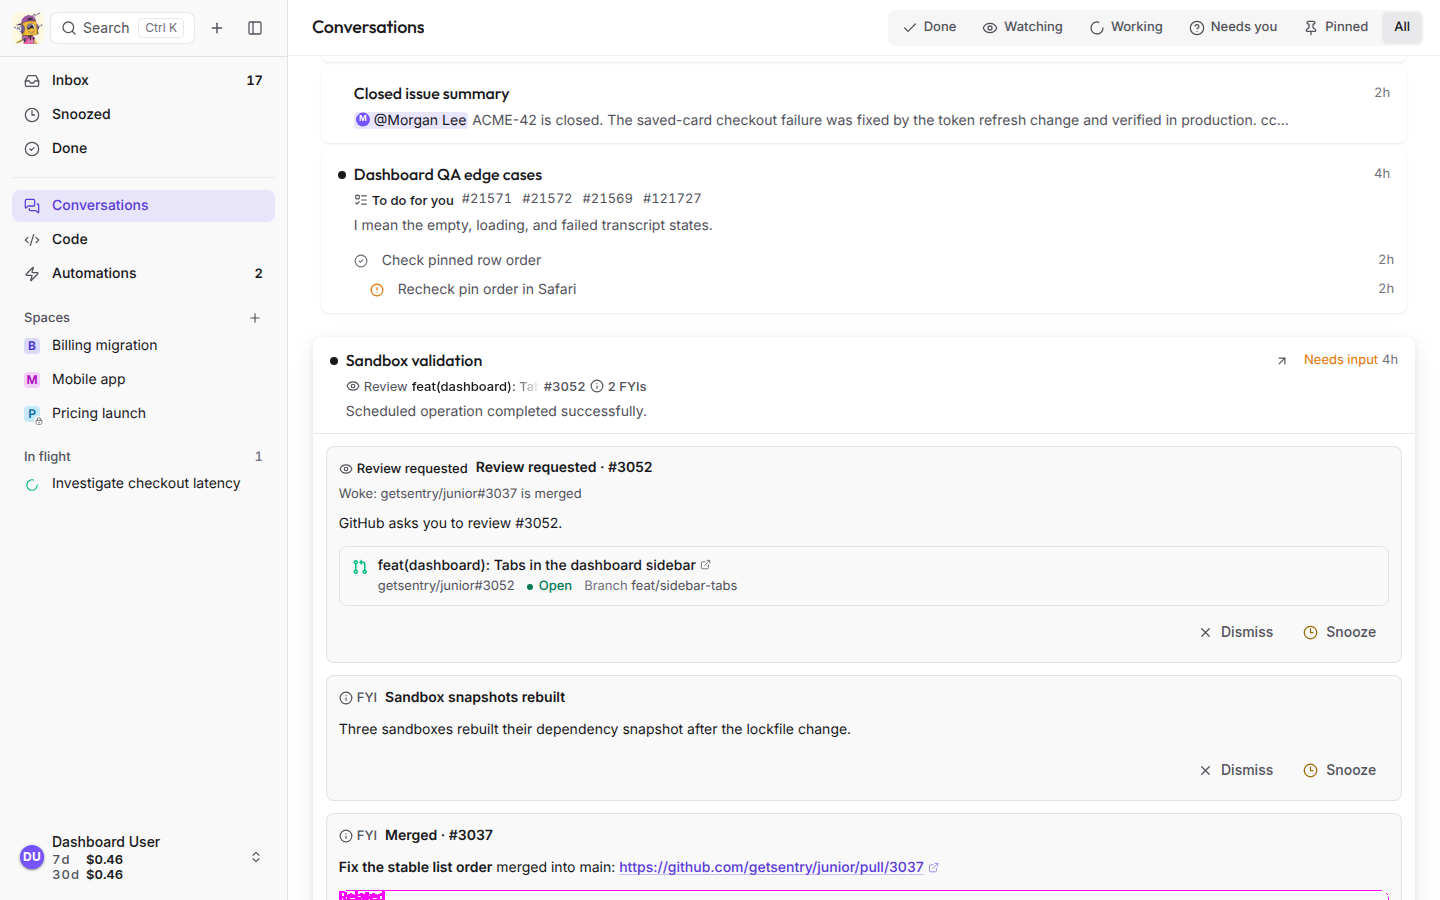 Search Ctrl K
Inbox 17
Snoozed
Done
Conversations
Code
Automations 2
Spaces
B Billing migration
M Mobile app
P Pricing launch
In flight 1
Investigate checkout latency
DU Dashboard User
7d $0.46
30d $0.46
Conversations
Done Watching Working Needs you Pinned All
Closed issue summary 2h
M @Morgan Lee ACME-42 is closed. The saved-card checkout failure was fixed by the token refresh change and verified in production. cc...
Dashboard QA edge cases 4h
To do for you #21571 #21572 #21569 #121727
I mean the empty, loading, and failed transcript states.
Check pinned row order 2h
Recheck pin order in Safari 2h
Sandbox validation Needs input 4h
Review feat(dashboard): Tab #3052 2 FYIs
Scheduled operation completed successfully.
Review requested Review requested · #3052
Woke: getsentry/junior#3037 is merged
GitHub asks you to review #3052.
feat(dashboard): Tabs in the dashboard sidebar
getsentry/junior#3052 Open Branch feat/sidebar-tabs
Dismiss Snooze
FYI Sandbox snapshots rebuilt
Three sandboxes rebuilt their dependency snapshot after the lockfile change.
Dismiss Snooze
FYI Merged · #3037
Fix the stable list order merged into main: https://github.com/getsentry/junior/pull/3037